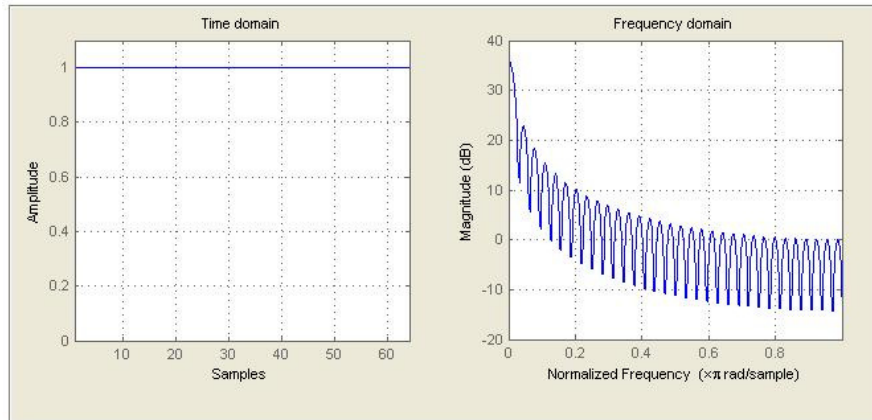 Time domain
Amplitude
1
0.8
0.6
0.4
0.2
0
10 20 30 40 50 60
Samples
Frequency domain
Magnitude (dB)
40
30
20
10
0
-10
-20
0 0.2 0.4 0.6 0.8
Normalized Frequency (×π rad/sample)